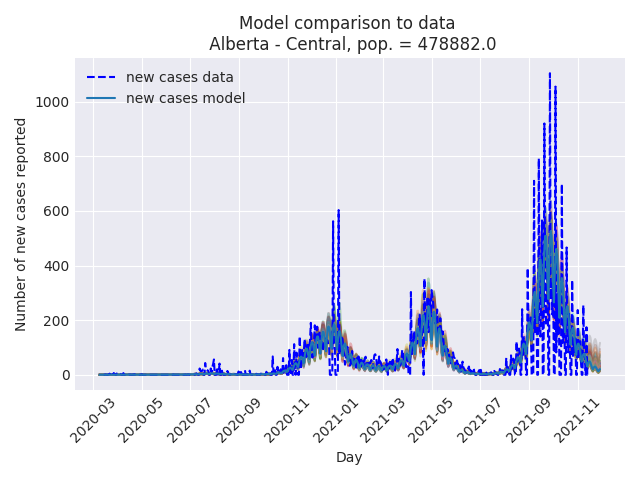 Model comparison to data
Alberta - Central, pop. = 478882.0
new cases data
new cases model
Number of new cases reported
1000
800
600
400
200
0
2020-03
2020-05
2020-07
2020-09
2020-11
2021-01
2021-03
2021-05
2021-07
2021-09
2021-11
Day